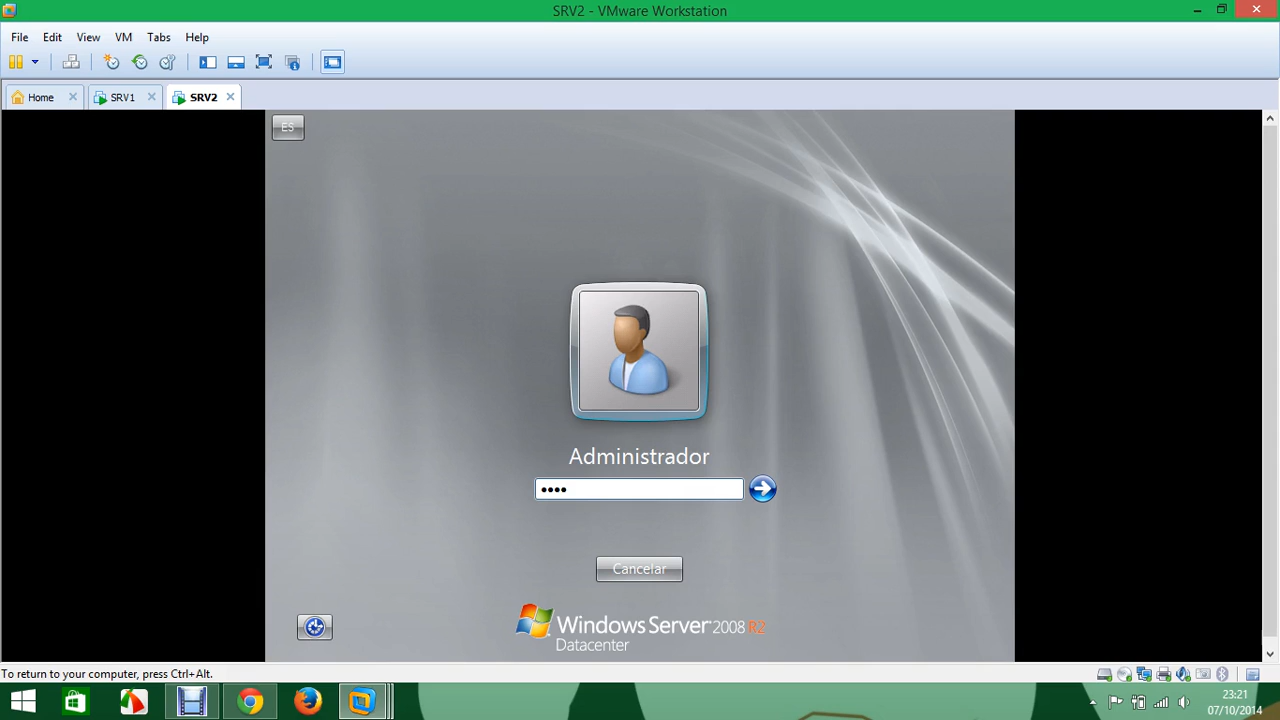 SRV2 - VMware Workstation
File Edit View VM Tabs Help
Home SRV1 SRV2
ES
Administrador
••••
Cancelar
Windows Server 2008 R2
Datacenter
To return to your computer, press Ctrl+Alt.
23:21
07/10/2014